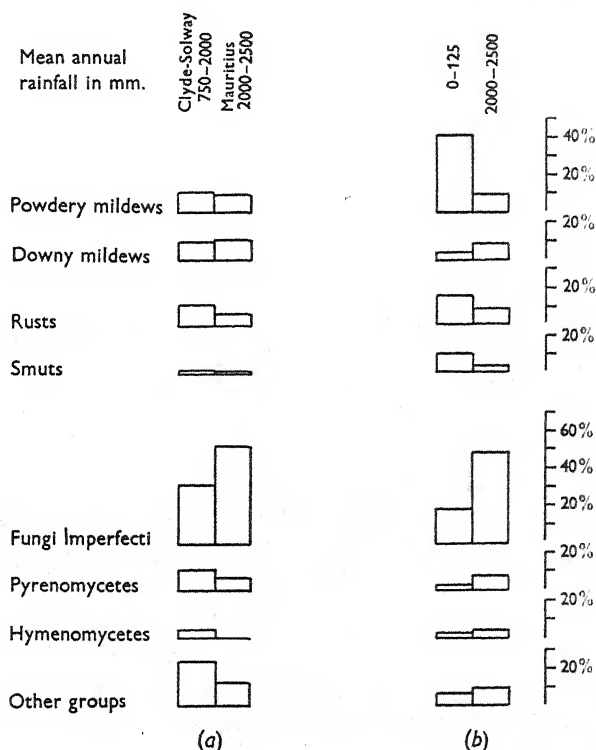 Mean annual
rainfall in mm.
Clyde-Solway
750–2000
Mauritius
2000–2500
0–125
2000–2500
Powdery mildews
40%
20%
Downy mildews
20%
Rusts
20%
Smuts
20%
Fungi Imperfecti
60%
40%
20%
Pyrenomycetes
20%
Hymenomycetes
20%
Other groups
20%
(a)
(b)